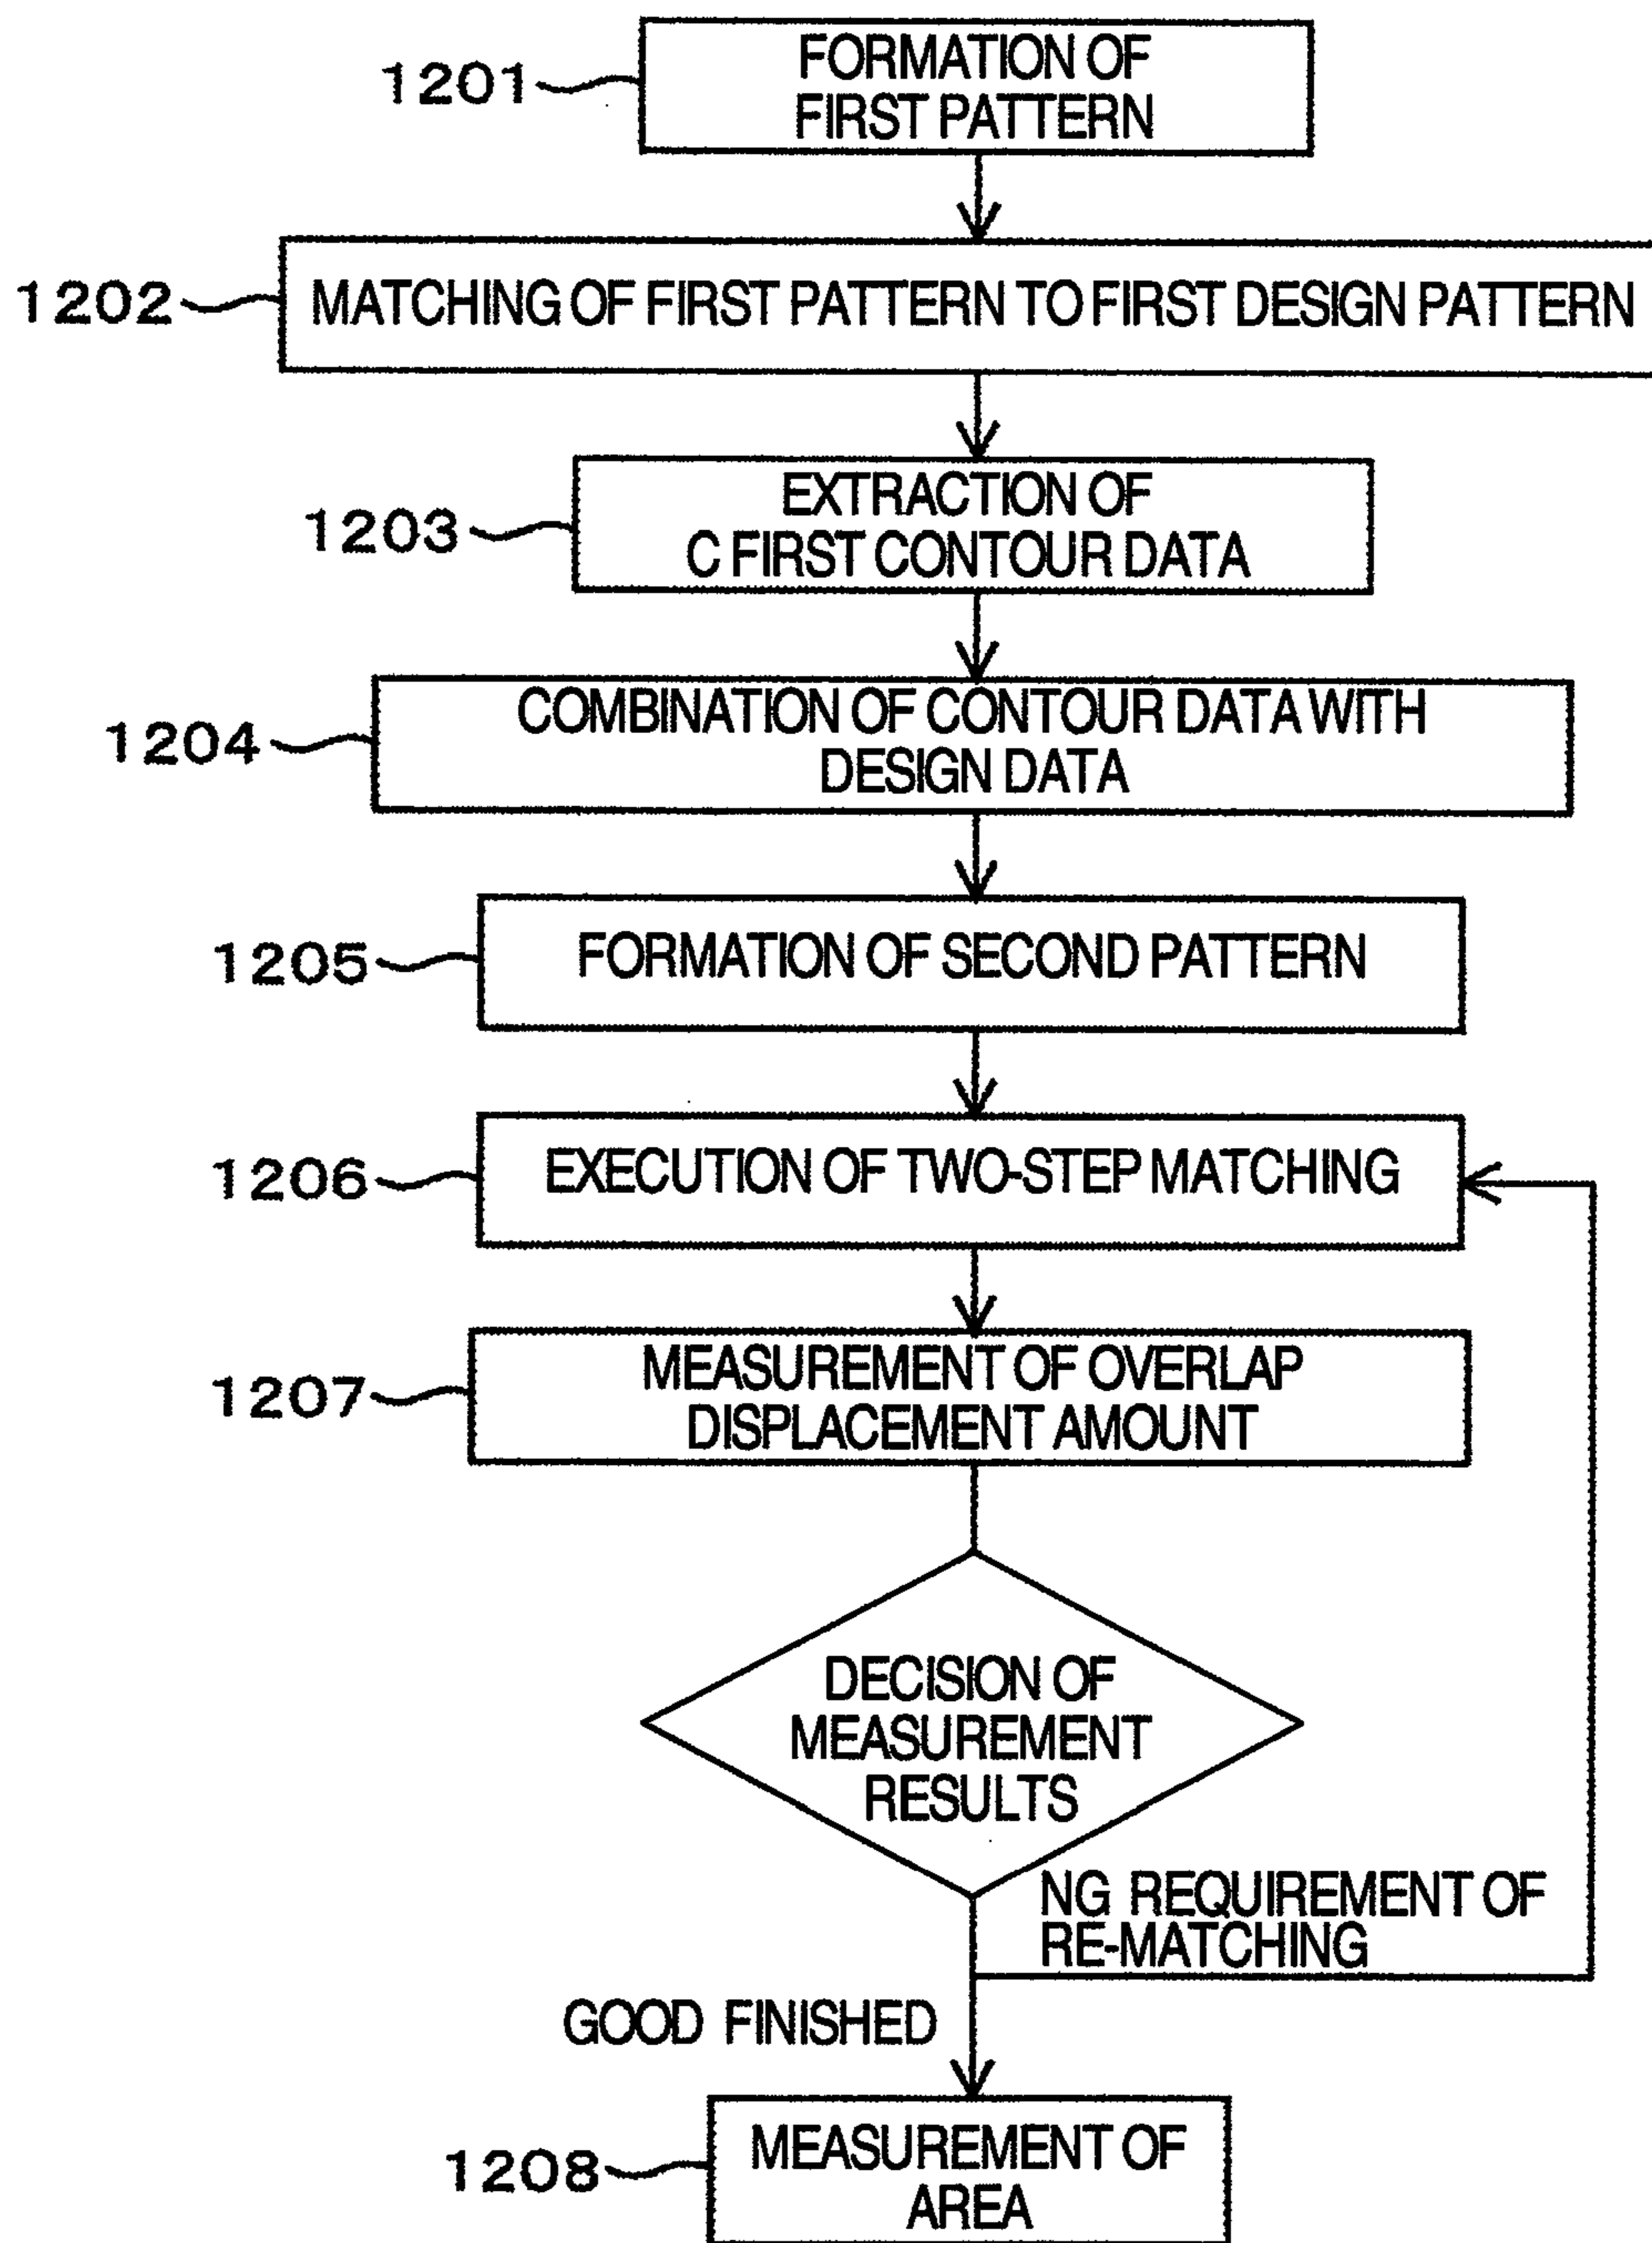 1201
FORMATION OF
FIRST PATTERN
1202
MATCHING OF FIRST PATTERN TO FIRST DESIGN PATTERN
1203
EXTRACTION OF
C FIRST CONTOUR DATA
1204
COMBINATION OF CONTOUR DATA WITH
DESIGN DATA
1205
FORMATION OF SECOND PATTERN
1206
EXECUTION OF TWO-STEP MATCHING
1207
MEASUREMENT OF OVERLAP
DISPLACEMENT AMOUNT
DECISION OF
MEASUREMENT
RESULTS
NG REQUIREMENT OF
RE-MATCHING
GOOD FINISHED
1208
MEASUREMENT OF
AREA